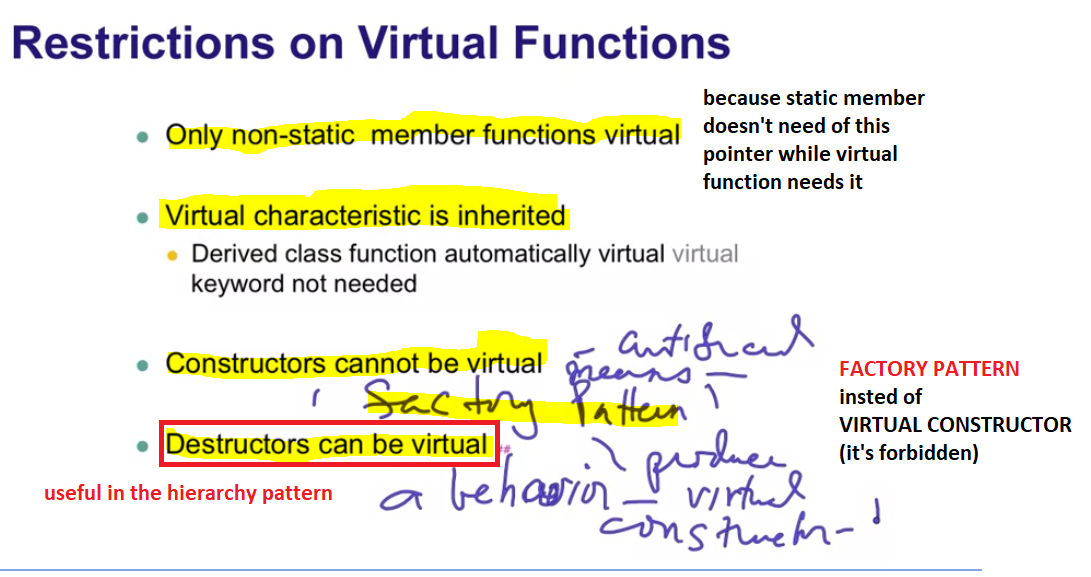 Restrictions on Virtual Functions
because static member
doesn't need of this
pointer while virtual
function needs it
• Only non-static member functions virtual
• Virtual characteristic is inherited
• Derived class function automatically virtual virtual
keyword not needed
• Constructors cannot be virtual
means –
factory Pattern
FACTORY PATTERN
insted of
VIRTUAL CONSTRUCTOR
(it's forbidden)
• Destructors can be virtual
useful in the hierarchy pattern
produce
a behavior – virtual
constructor –